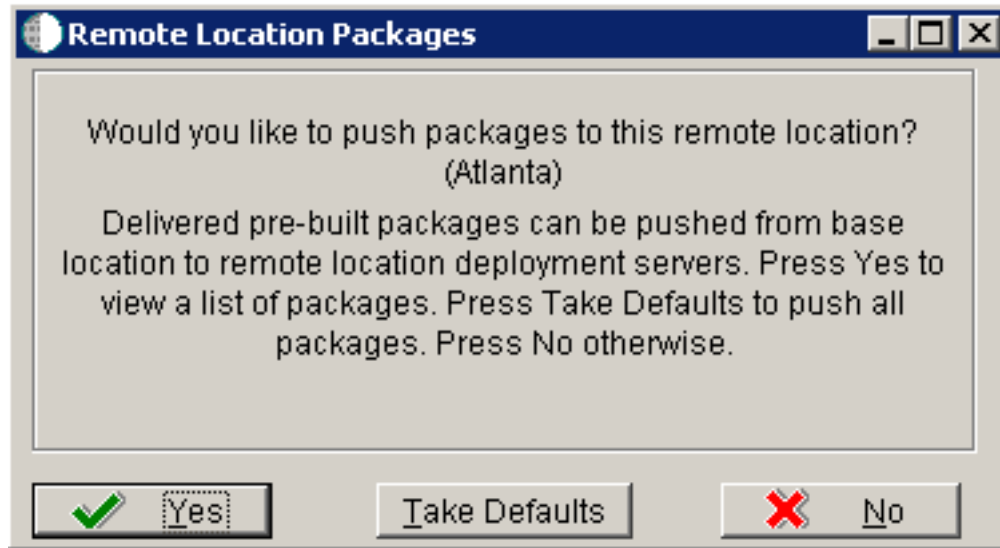 Remote Location Packages
Would you like to push packages to this remote location?
(Atlanta)
Delivered pre-built packages can be pushed from base
location to remote location deployment servers. Press Yes to
view a list of packages. Press Take Defaults to push all
packages. Press No otherwise.
Yes
Take Defaults
No